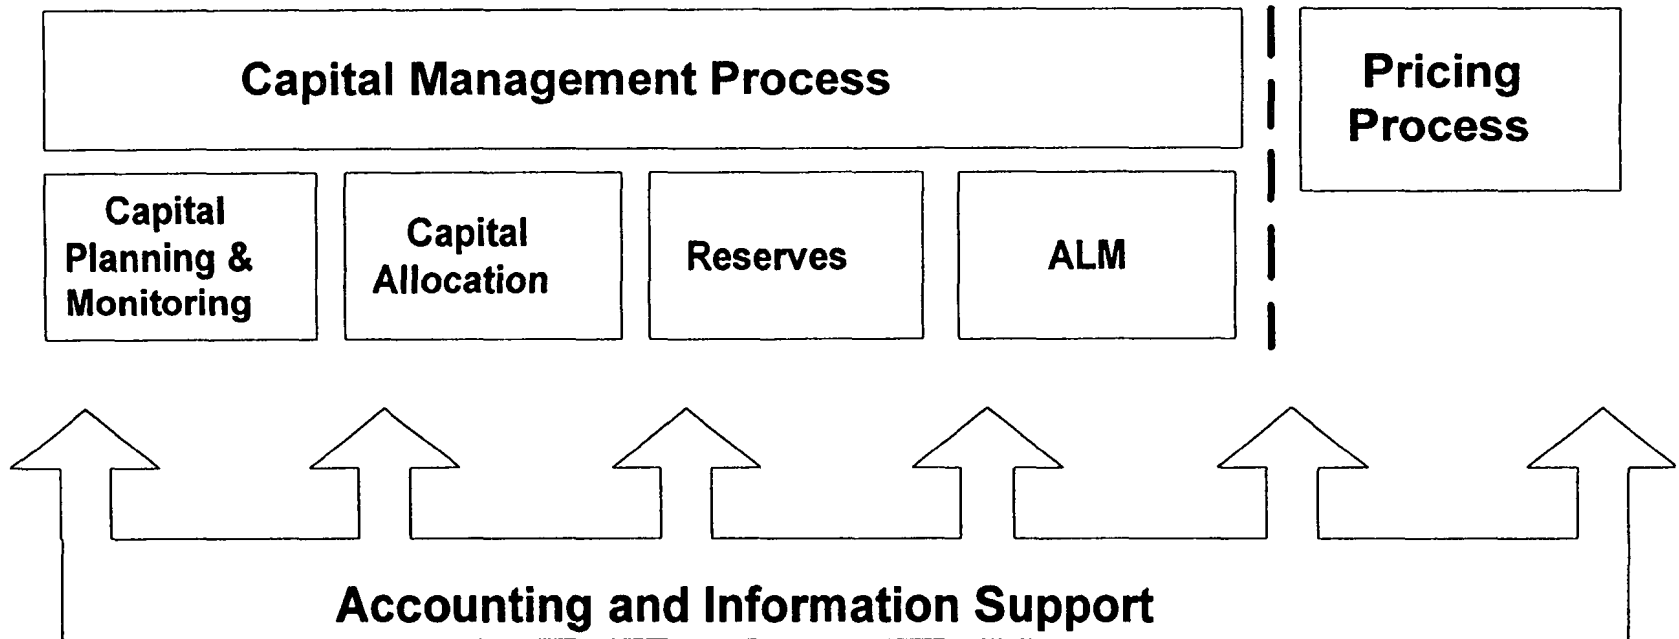 Capital Management Process
Pricing
Process
Capital
Planning &
Monitoring
Capital
Allocation
Reserves
ALM
Accounting and Information Support